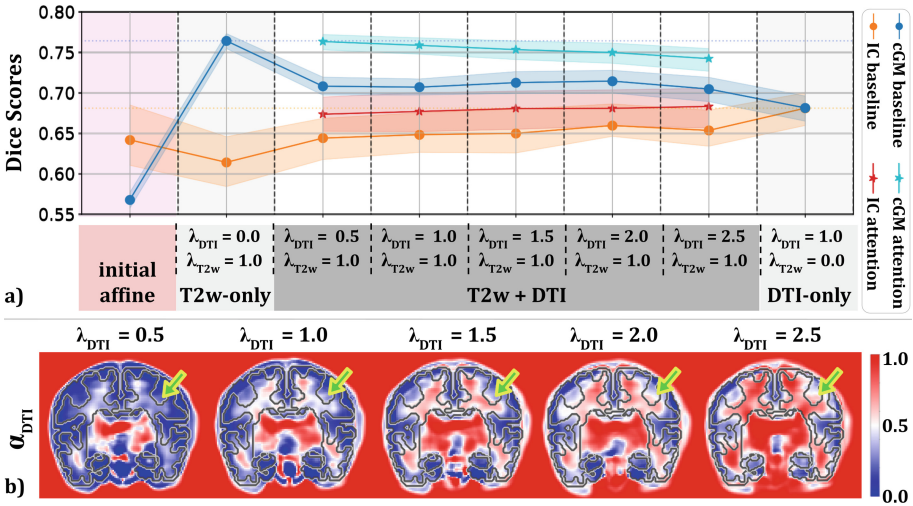 Dice Scores
0.75
0.70
0.65
0.60
0.55
cGM baseline
IC baseline
cGM attention
IC attention
initial
affine
λDTI = 0.0
λT2w = 1.0
T2w-only
λDTI = 0.5
λT2w = 1.0
λDTI = 1.0
λT2w = 1.0
λDTI = 1.5
λT2w = 1.0
λDTI = 2.0
λT2w = 1.0
λDTI = 2.5
λT2w = 1.0
T2w + DTI
λDTI = 1.0
λT2w = 0.0
DTI-only
a)
λDTI = 0.5
λDTI = 1.0
λDTI = 1.5
λDTI = 2.0
λDTI = 2.5
αDTI
1.0
0.5
0.0
b)